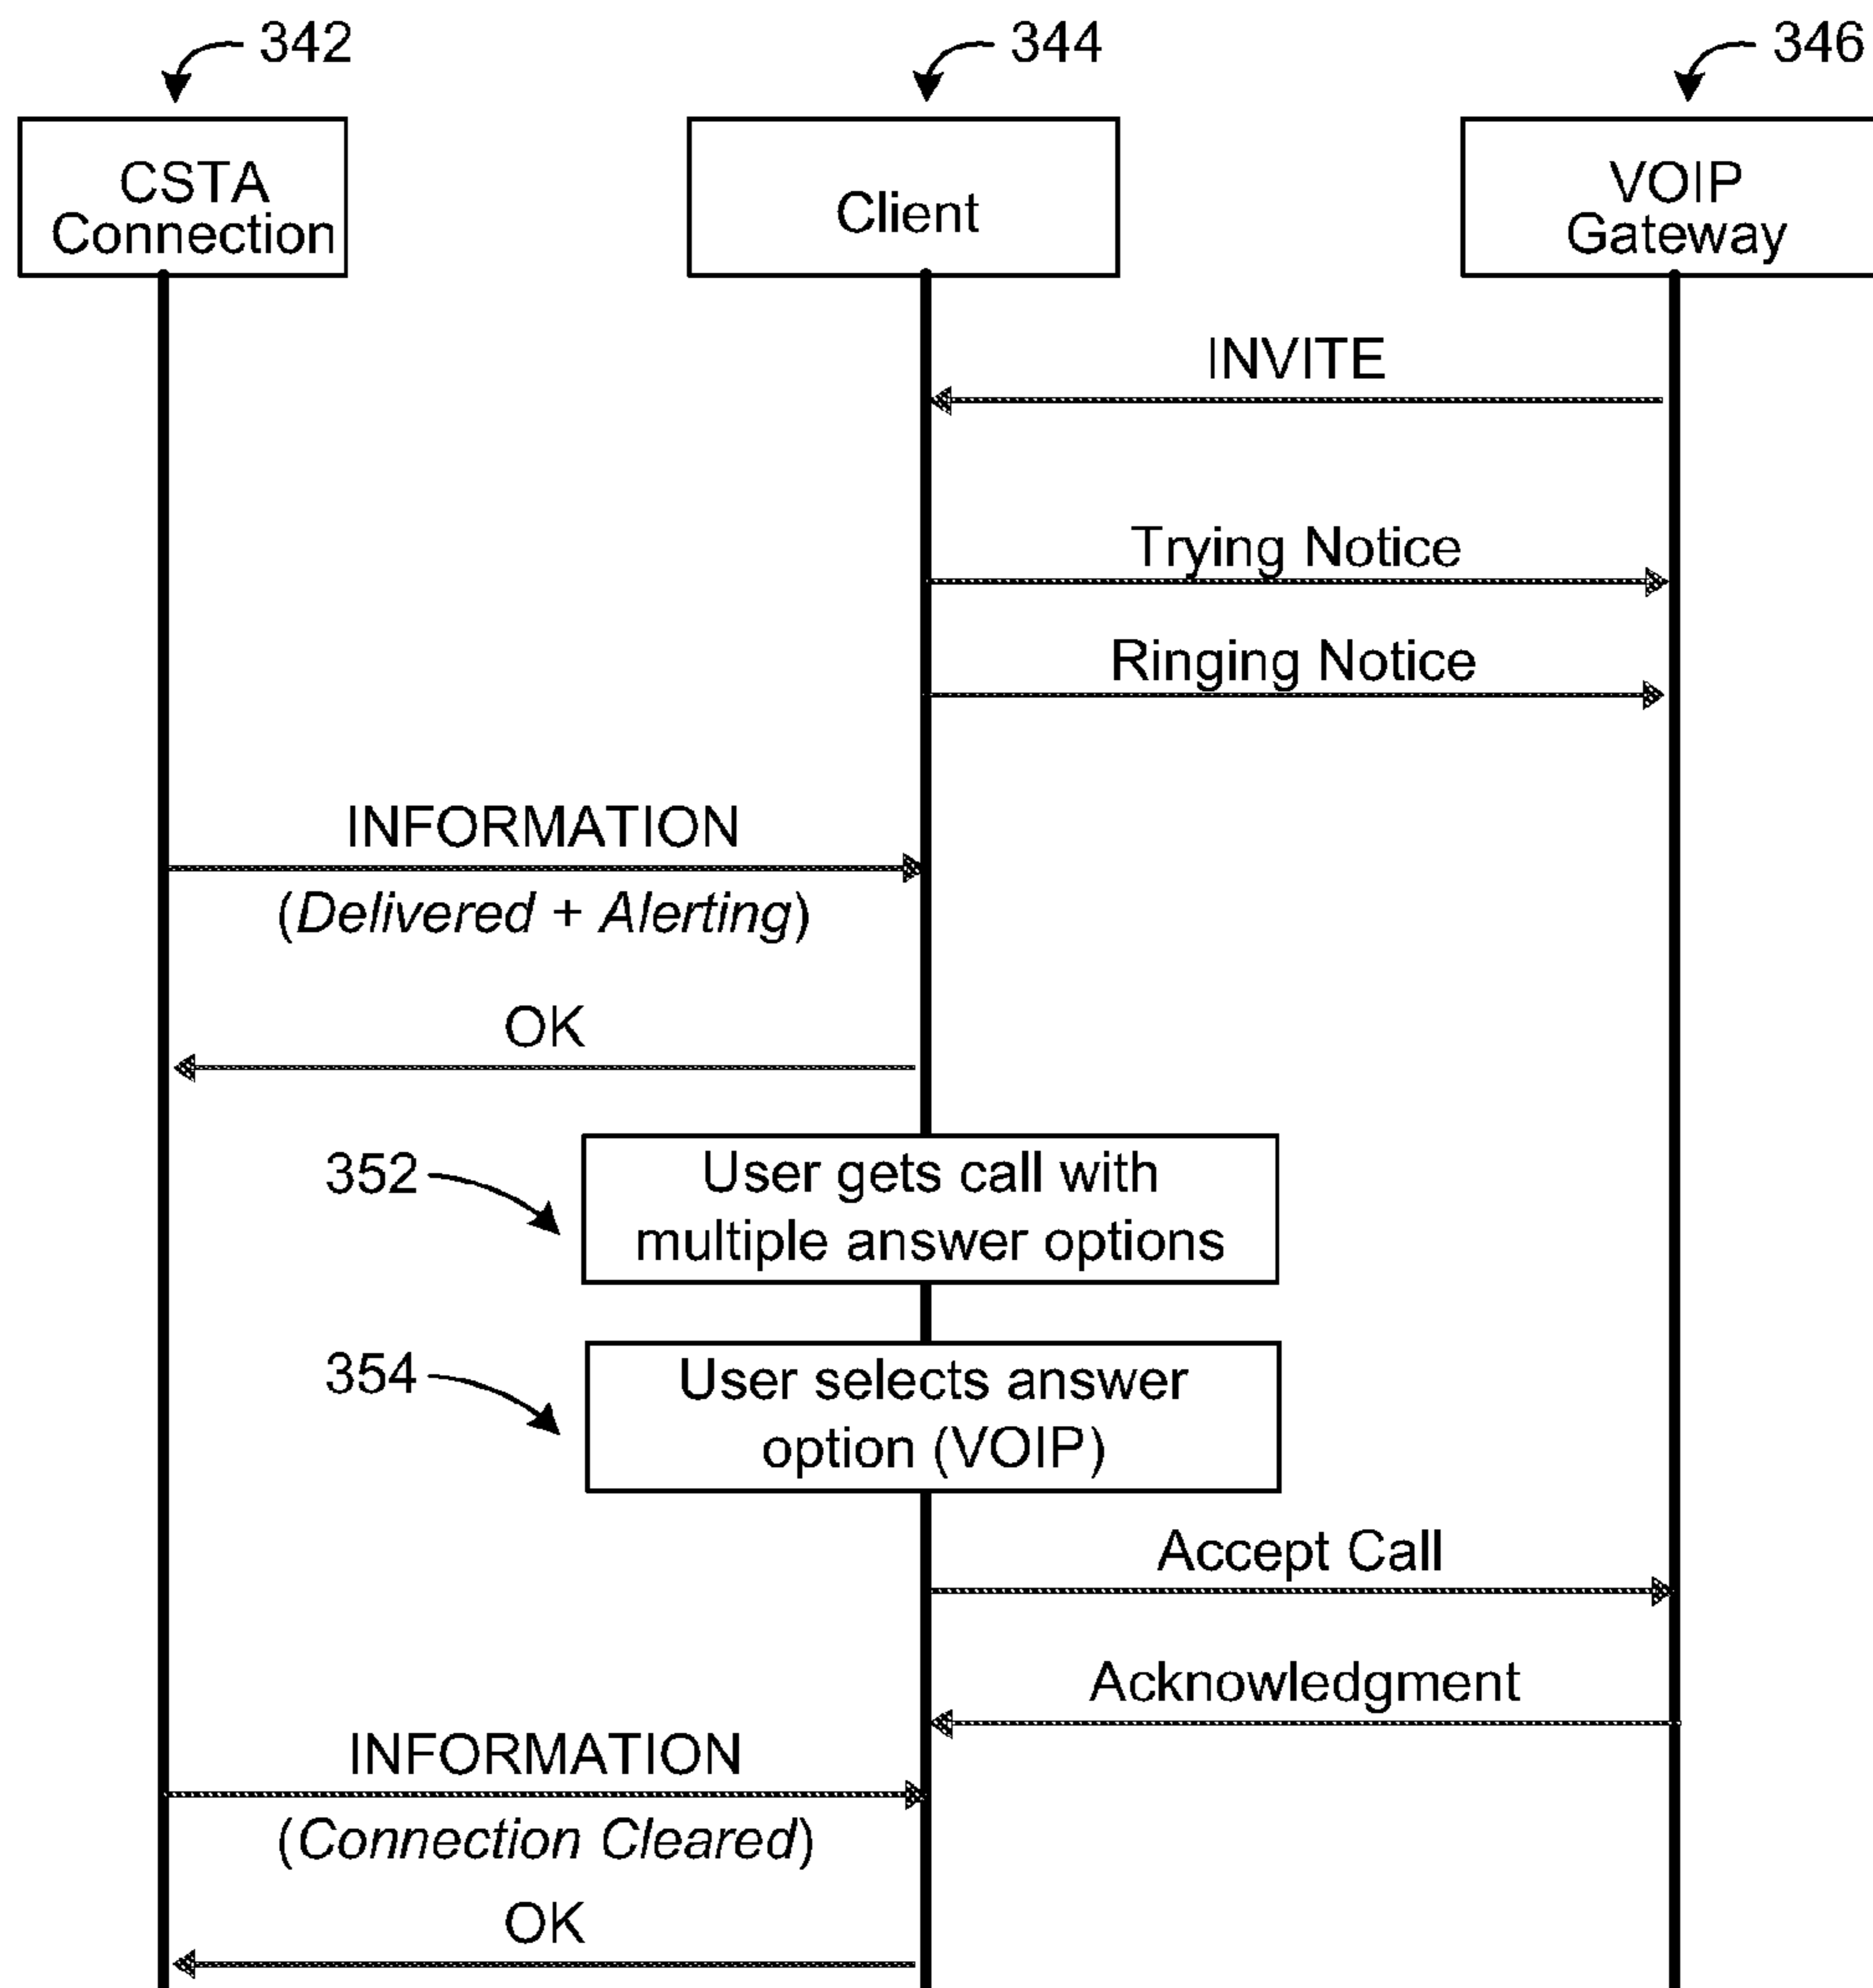 342
344
346
CSTA
Connection
Client
VOIP
Gateway
INVITE
Trying Notice
Ringing Notice
INFORMATION
(Delivered + Alerting)
OK
352
User gets call with
multiple answer options
354
User selects answer
option (VOIP)
Accept Call
Acknowledgment
INFORMATION
(Connection Cleared)
OK